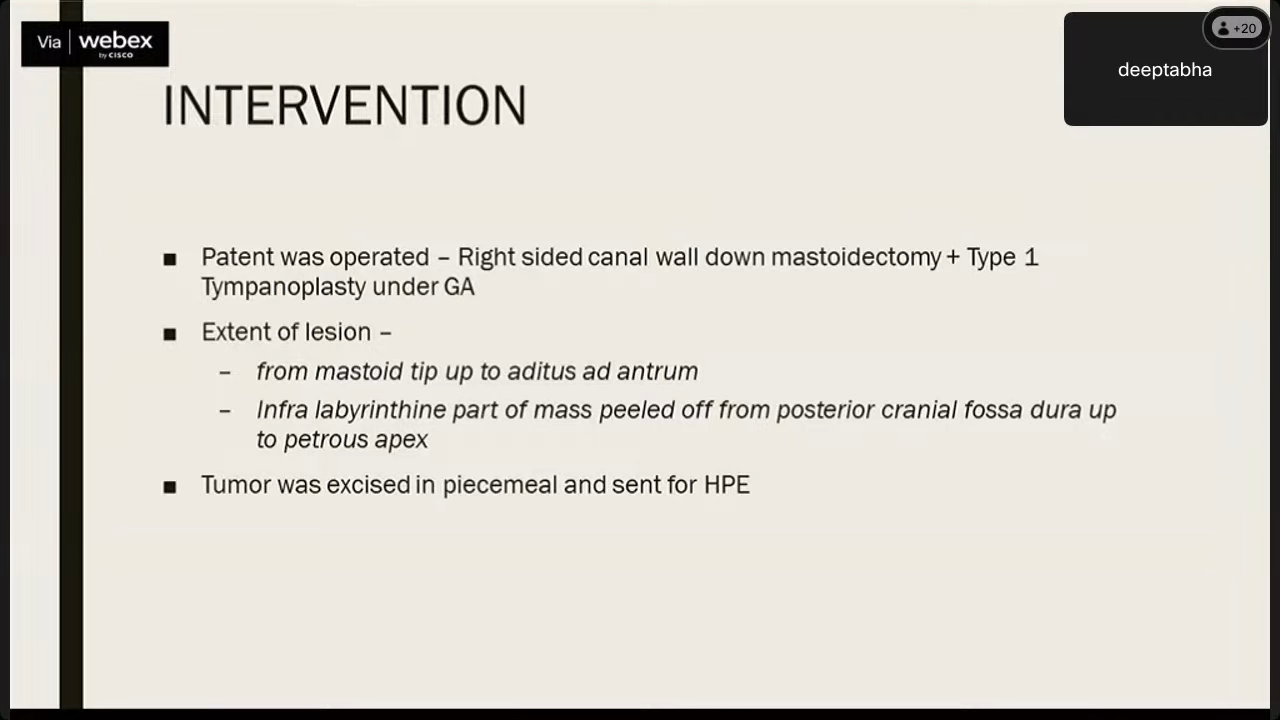 Via webex
by CISCO
+20
deeptabha
INTERVENTION
■ Patent was operated – Right sided canal wall down mastoidectomy + Type 1
Tympanoplasty under GA
■ Extent of lesion –
– from mastoid tip up to aditus ad antrum
– Infra labyrinthine part of mass peeled off from posterior cranial fossa dura up
to petrous apex
■ Tumor was excised in piecemeal and sent for HPE